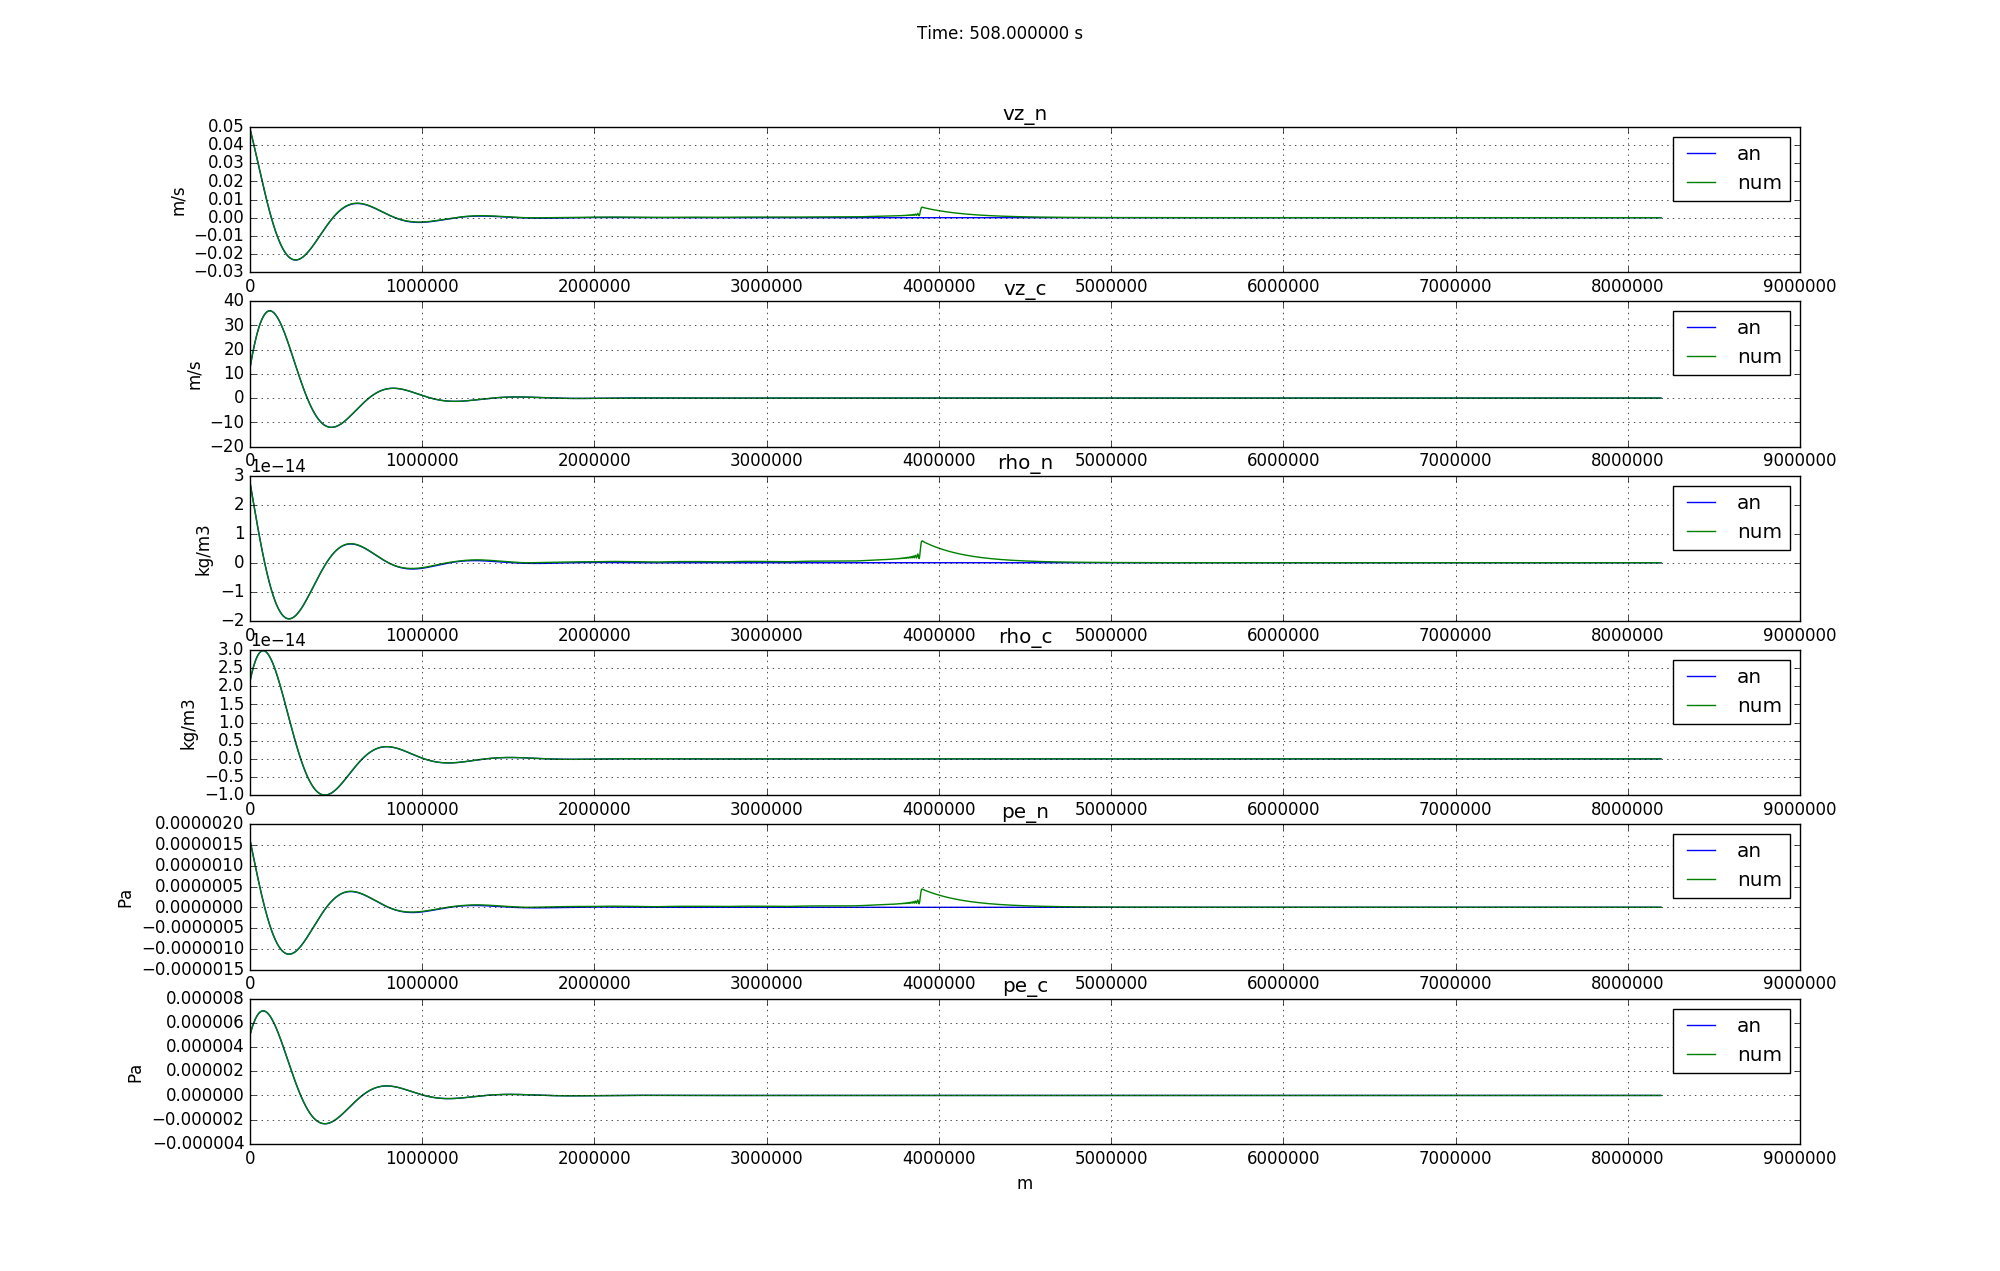 Time: 508.000000 s
vz_n
0.05
0.04
0.03
0.02
0.01
0.00
−0.01
−0.02
−0.03
m/s
an
num
0 1000000 2000000 3000000 4000000 5000000 6000000 7000000 8000000 9000000
vz_c
40
30
20
10
0
−10
−20
m/s
an
num
0 1000000 2000000 3000000 4000000 5000000 6000000 7000000 8000000 9000000
1e−14
rho_n
3
2
1
0
−1
−2
kg/m3
an
num
0 1000000 2000000 3000000 4000000 5000000 6000000 7000000 8000000 9000000
1e−14
rho_c
3.0
2.5
2.0
1.5
1.0
0.5
0.0
−0.5
−1.0
kg/m3
an
num
0 1000000 2000000 3000000 4000000 5000000 6000000 7000000 8000000 9000000
pe_n
0.0000020
0.0000015
0.0000010
0.0000005
0.0000000
−0.0000005
−0.0000010
−0.0000015
Pa
an
num
0 1000000 2000000 3000000 4000000 5000000 6000000 7000000 8000000 9000000
pe_c
0.000008
0.000006
0.000004
0.000002
0.000000
−0.000002
−0.000004
Pa
an
num
0 1000000 2000000 3000000 4000000 5000000 6000000 7000000 8000000 9000000
m